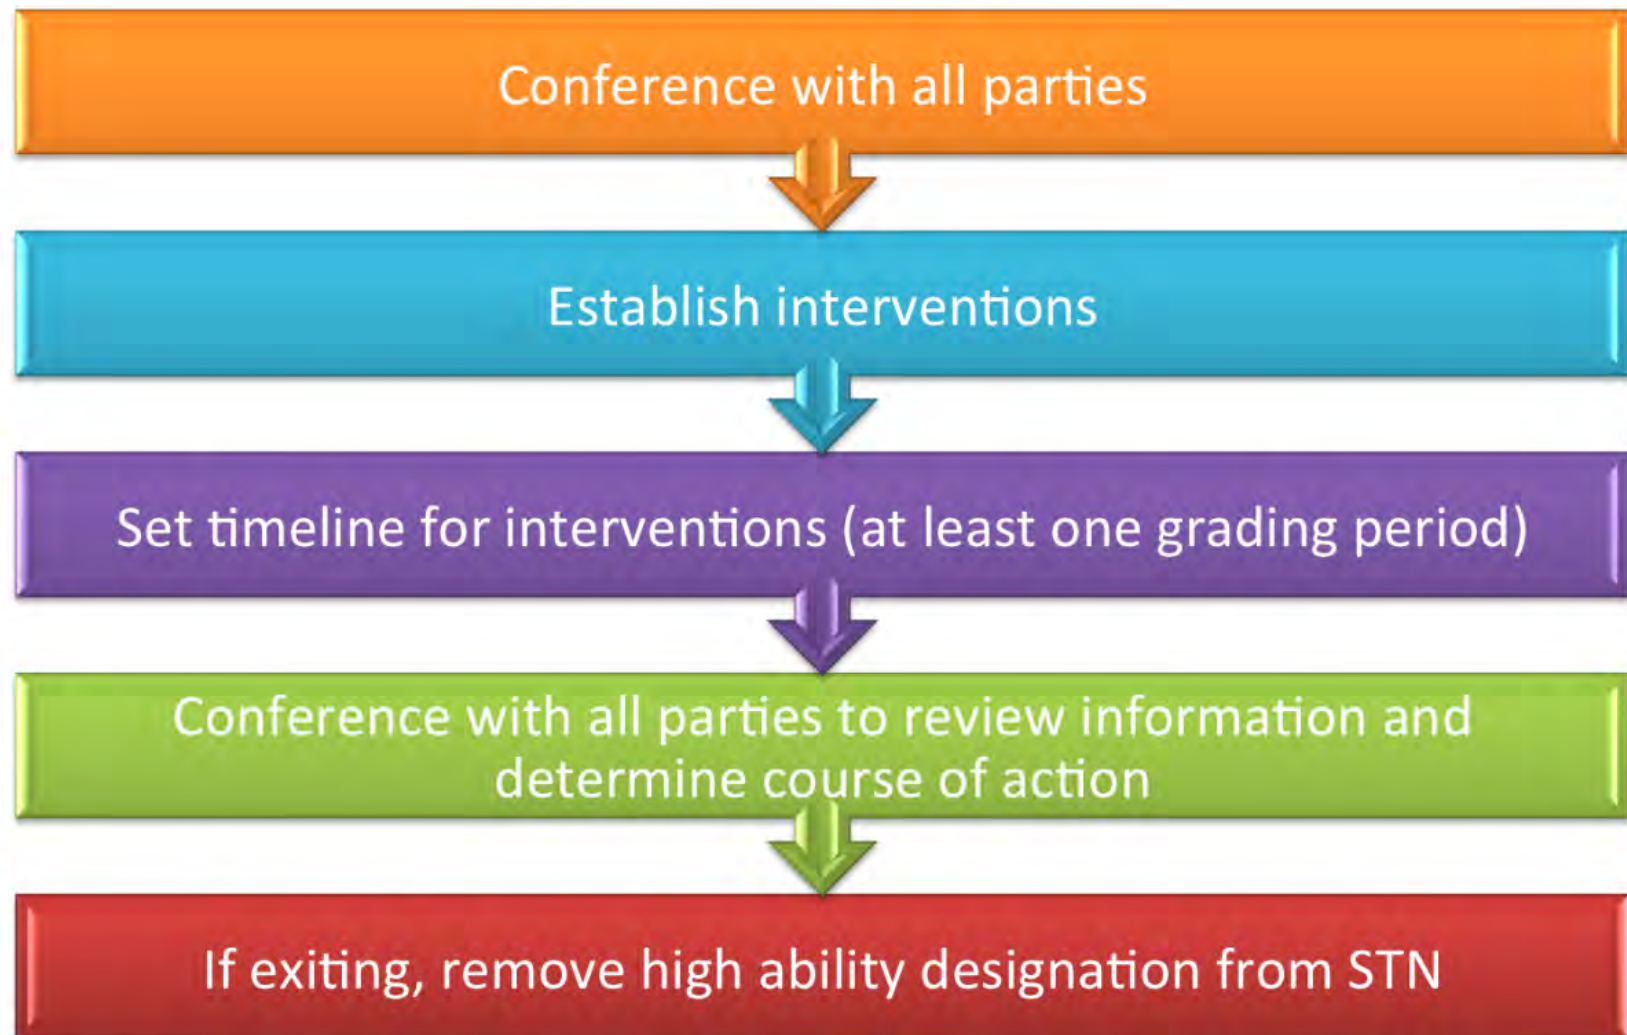 Conference with all parties
Establish interventions
Set timeline for interventions (at least one grading period)
Conference with all parties to review information and
determine course of action
If exiting, remove high ability designation from STN